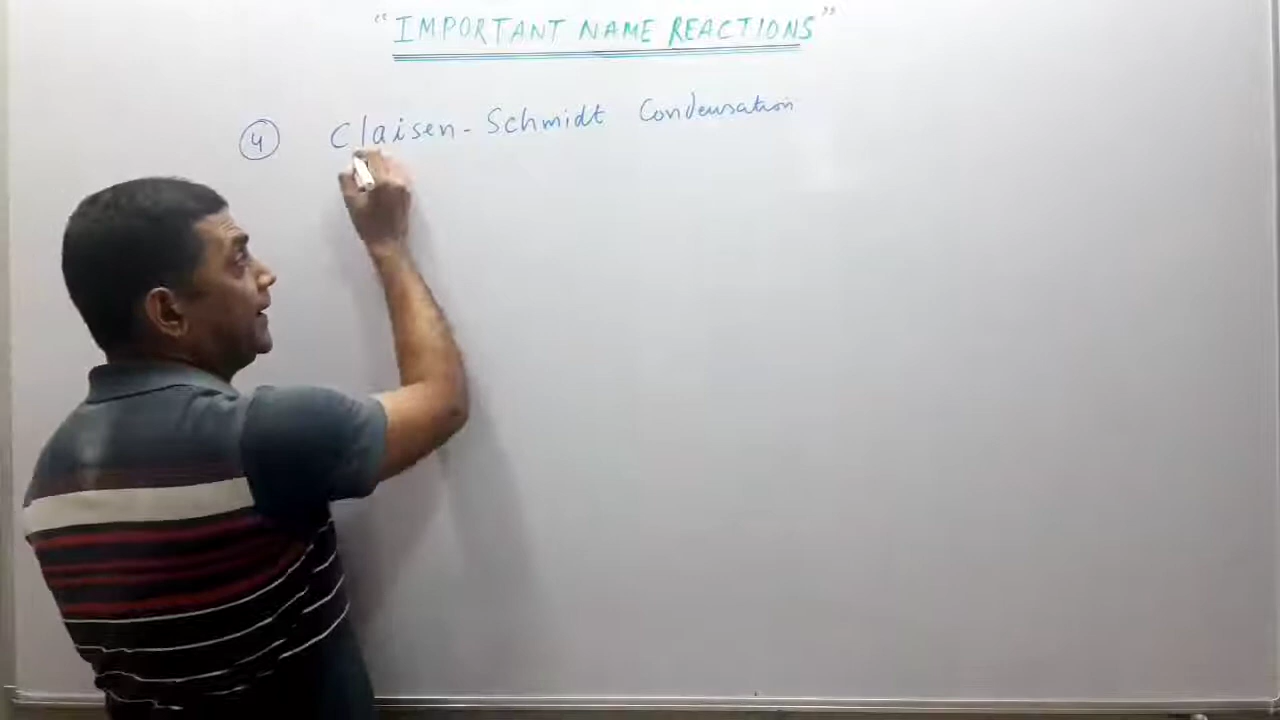 “IMPORTANT NAME REACTIONS”
4 Claisen-Schmidt Condensation